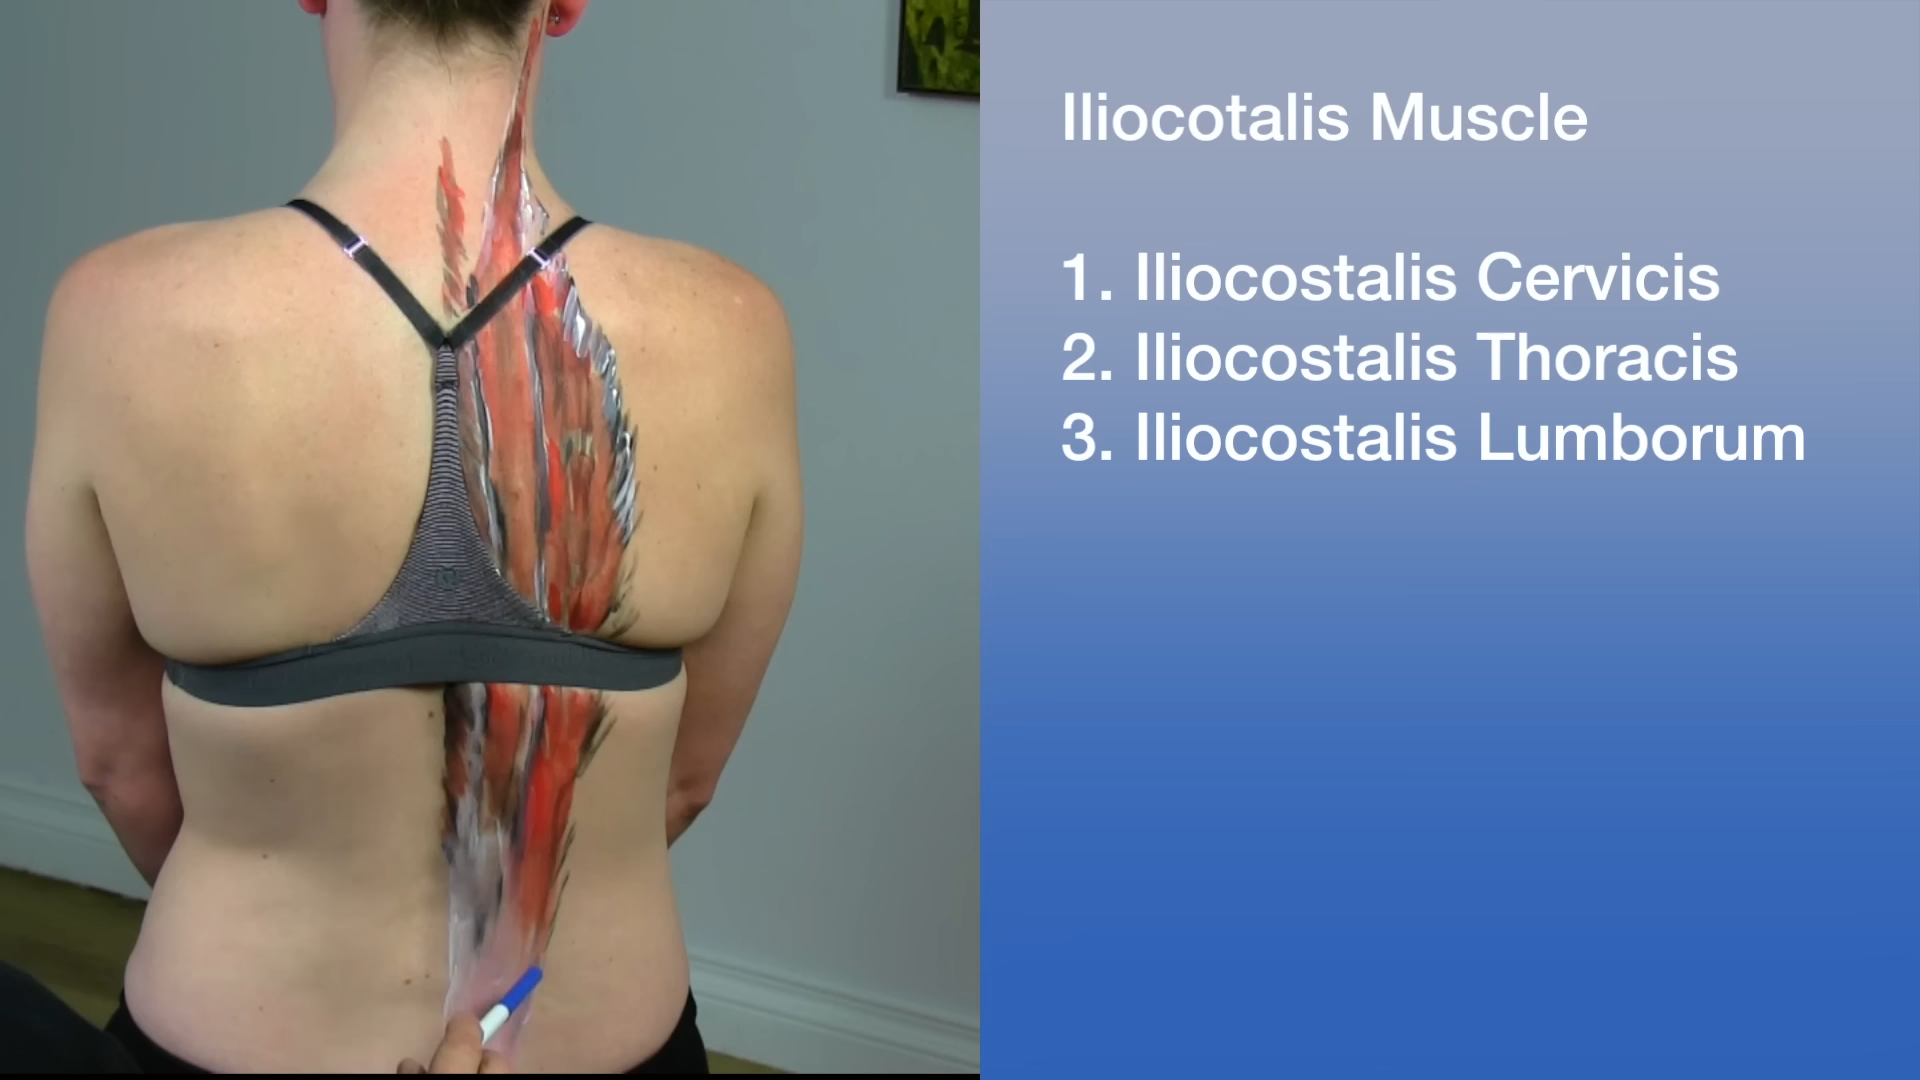 Iliocotalis Muscle
1. Iliocostalis Cervicis
2. Iliocostalis Thoracis
3. Iliocostalis Lumborum